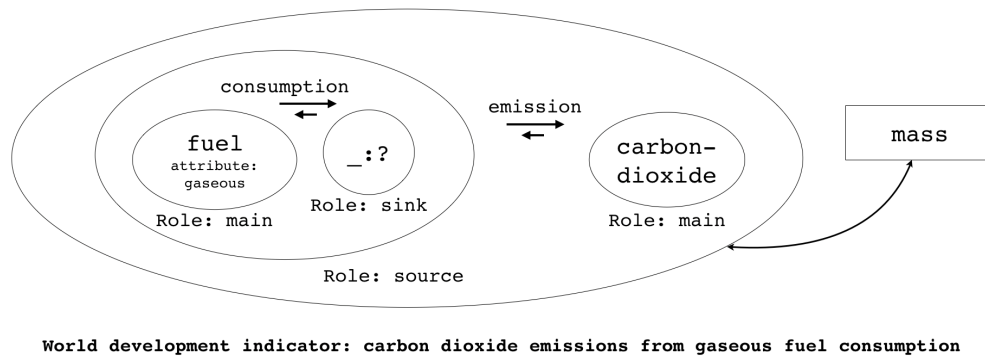 consumption
emission
fuel
attribute:
gaseous
_:?
carbon-
dioxide
mass
Role: main
Role: sink
Role: main
Role: source
World development indicator: carbon dioxide emissions from gaseous fuel consumption